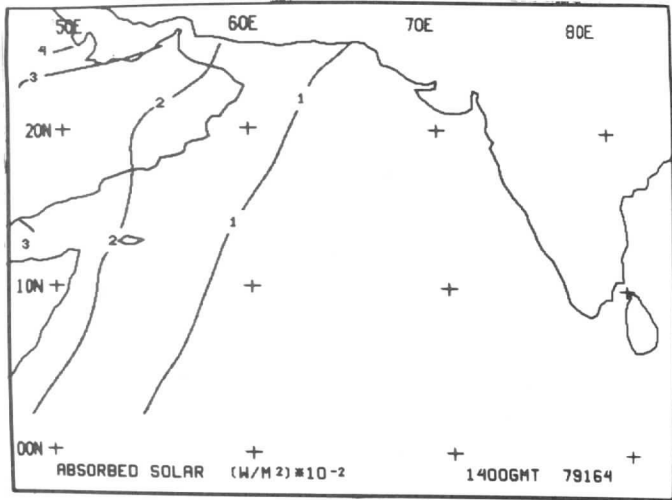 50E 60E 70E 80E
4
3
2
1
20N
1
2
3
10N
00N
ABSORBED SOLAR (W/M²)*10⁻² 1400GMT 79164